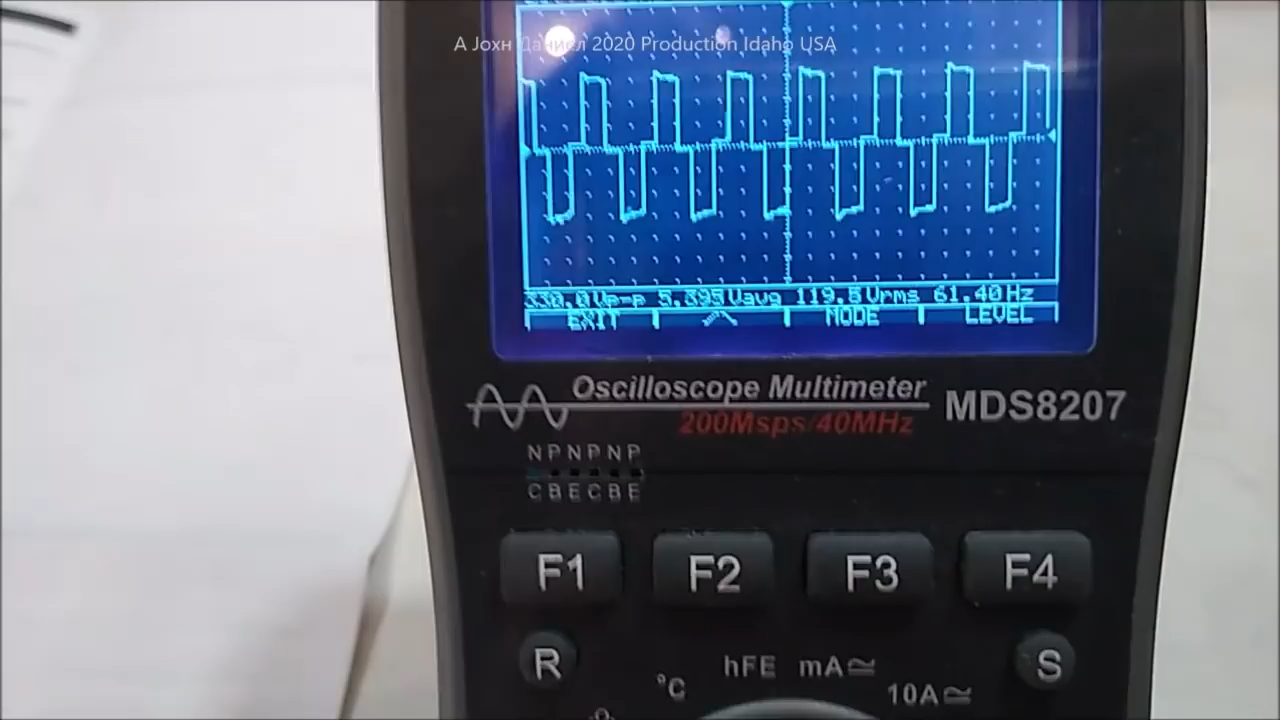 А Јохн Даниел 2020 Production Idaho USA
330.0Vp-p 5.395Vavg 119.5Vrms 61.40Hz
EXIT MODE LEVEL
Oscilloscope Multimeter
200Msps/40MHz
MDS8207
NPNPNP
CBECBE
F1 F2 F3 F4
R S
hFE mA≂
°C 10A≂